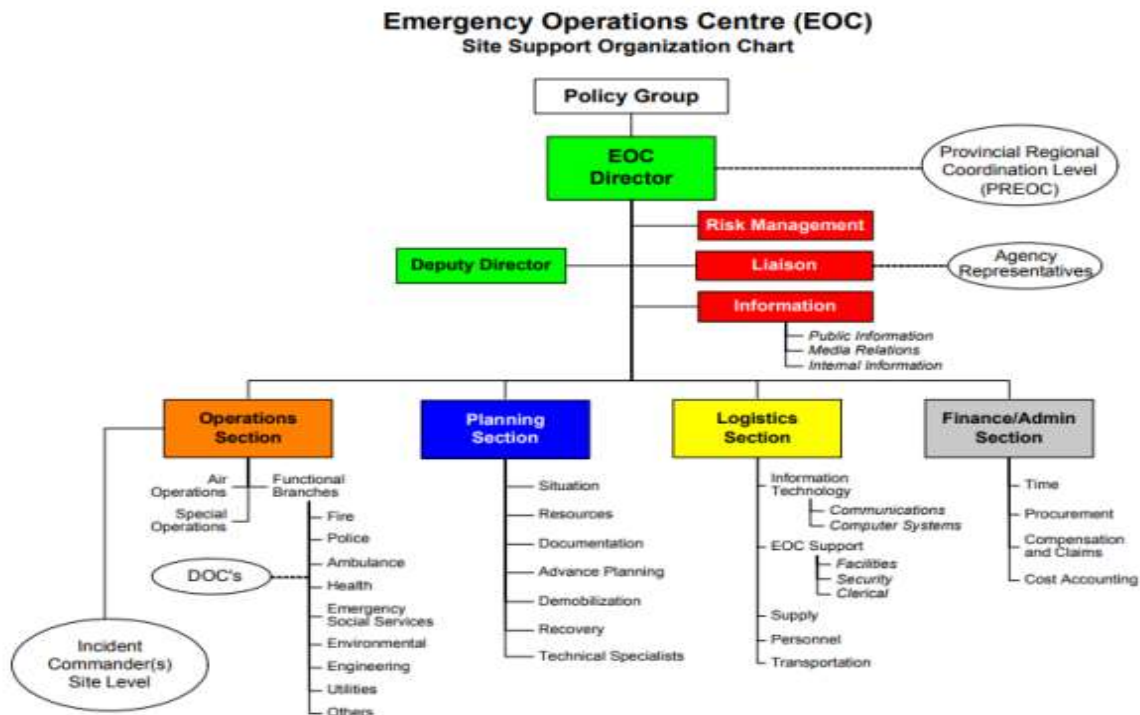 Emergency Operations Centre (EOC)
Site Support Organization Chart
Policy Group
EOC
Director
Provincial Regional
Coordination Level
(PREOC)
Risk Management
Deputy Director
Liaison
Agency
Representatives
Information
Public Information
Media Relations
Internal Information
Operations
Section
Planning
Section
Logistics
Section
Finance/Admin
Section
Air
Operations
Special
Operations
Functional
Branches
Fire
Police
Ambulance
Health
Emergency
Social Services
Environmental
Engineering
Utilities
Others
DOC's
Incident
Commander(s)
Site Level
Situation
Resources
Documentation
Advance Planning
Demobilization
Recovery
Technical Specialists
Information
Technology
Communications
Computer Systems
EOC Support
Facilities
Security
Clerical
Supply
Personnel
Transportation
Time
Procurement
Compensation
and Claims
Cost Accounting